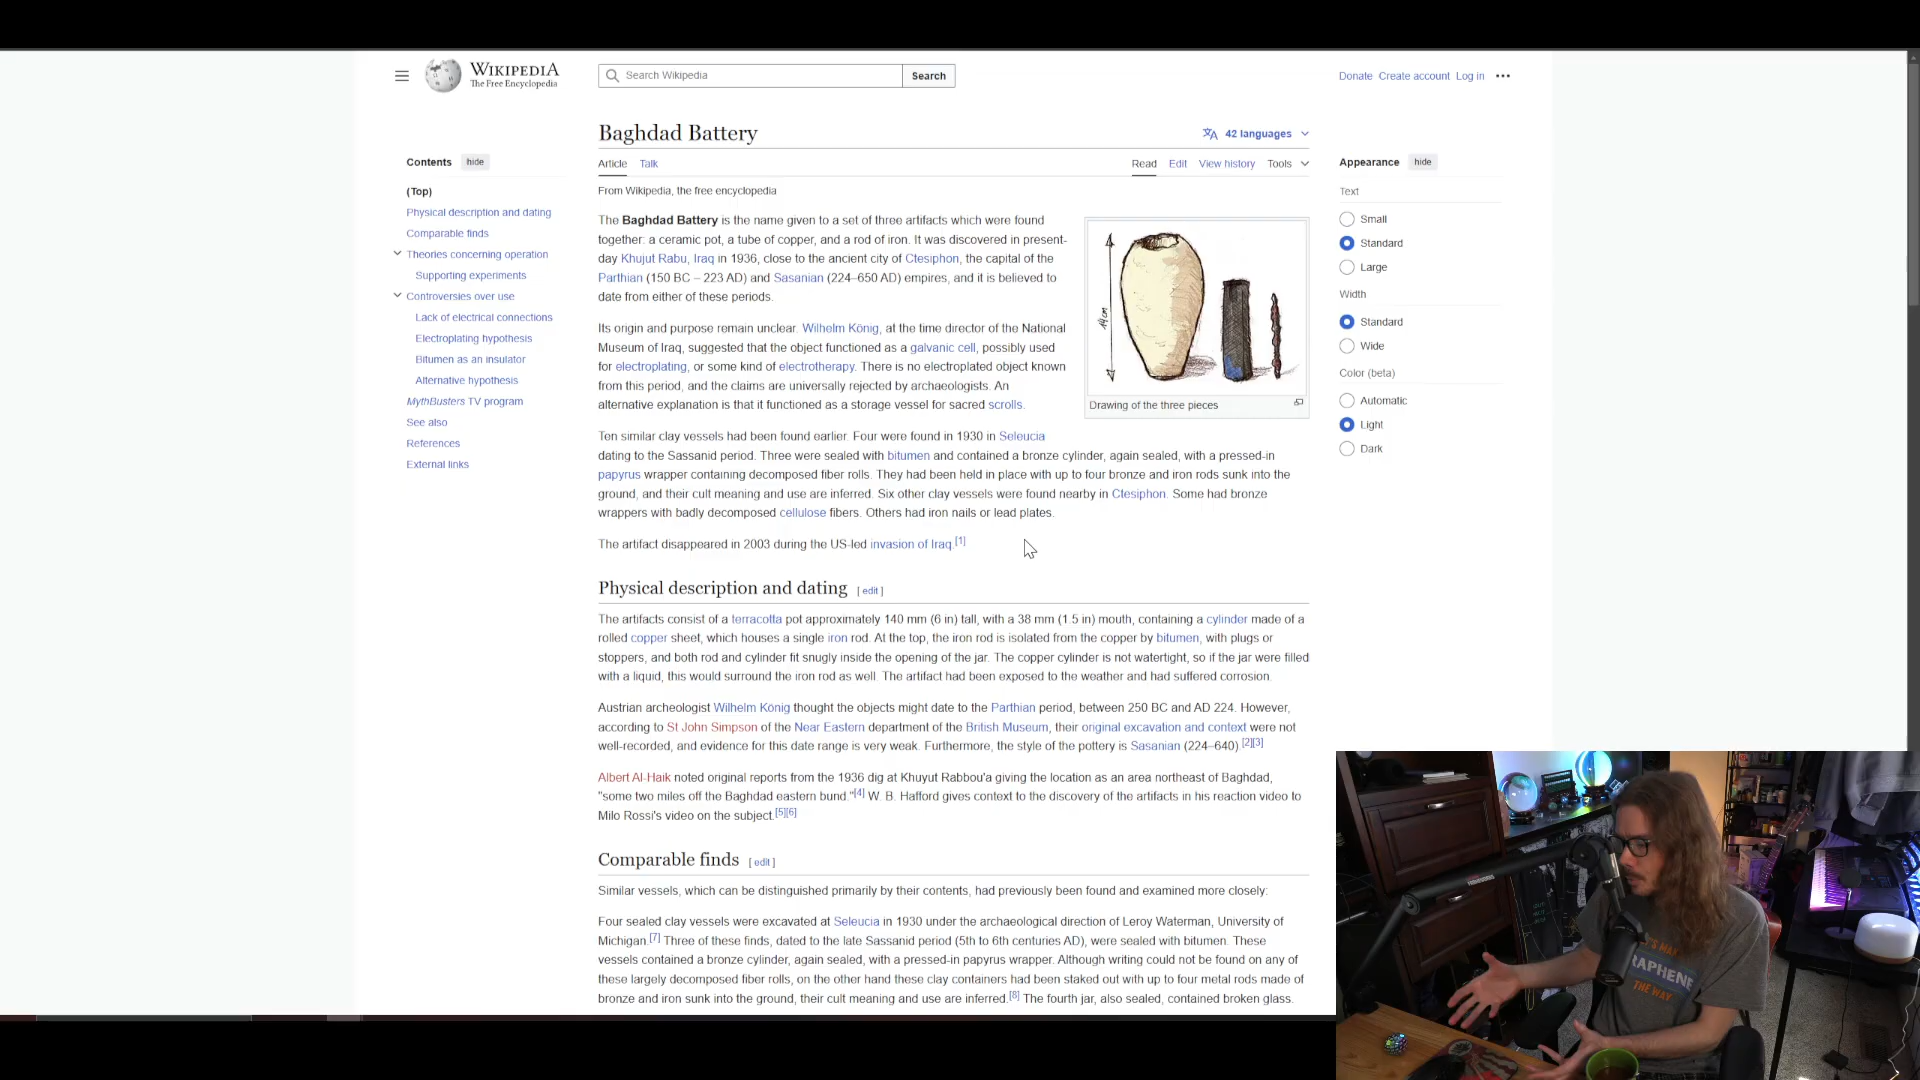 WIKIPEDIA
The Free Encyclopedia
Search Wikipedia
Search
Donate Create account Log in
Baghdad Battery
42 languages
Contents hide
Article Talk
Read Edit View history Tools
Appearance hide
(Top)
Physical description and dating
Comparable finds
Theories concerning operation
Supporting experiments
Controversies over use
Lack of electrical connections
Electroplating hypothesis
Bitumen as an insulator
Alternative hypothesis
MythBusters TV program
See also
References
External links
From Wikipedia, the free encyclopedia
The Baghdad Battery is the name given to a set of three artifacts which were found
together: a ceramic pot, a tube of copper, and a rod of iron. It was discovered in present-
day Khujut Rabu, Iraq in 1936, close to the ancient city of Ctesiphon, the capital of the
Parthian (150 BC – 223 AD) and Sasanian (224–650 AD) empires, and it is believed to
date from either of these periods.
Its origin and purpose remain unclear. Wilhelm König, at the time director of the National
Museum of Iraq, suggested that the object functioned as a galvanic cell, possibly used
for electroplating, or some kind of electrotherapy. There is no electroplated object known
from this period, and the claims are universally rejected by archaeologists. An
alternative explanation is that it functioned as a storage vessel for sacred scrolls.
14cm
Drawing of the three pieces
Ten similar clay vessels had been found earlier. Four were found in 1930 in Seleucia
dating to the Sassanid period. Three were sealed with bitumen and contained a bronze cylinder, again sealed, with a pressed-in
papyrus wrapper containing decomposed fiber rolls. They had been held in place with up to four bronze and iron rods sunk into the
ground, and their cult meaning and use are inferred. Six other clay vessels were found nearby in Ctesiphon. Some had bronze
wrappers with badly decomposed cellulose fibers. Others had iron nails or lead plates.
The artifact disappeared in 2003 during the US-led invasion of Iraq.[1]
Physical description and dating [ edit ]
The artifacts consist of a terracotta pot approximately 140 mm (6 in) tall, with a 38 mm (1.5 in) mouth, containing a cylinder made of a
rolled copper sheet, which houses a single iron rod. At the top, the iron rod is isolated from the copper by bitumen, with plugs or
stoppers, and both rod and cylinder fit snugly inside the opening of the jar. The copper cylinder is not watertight, so if the jar were filled
with a liquid, this would surround the iron rod as well. The artifact had been exposed to the weather and had suffered corrosion.
Austrian archeologist Wilhelm König thought the objects might date to the Parthian period, between 250 BC and AD 224. However,
according to St John Simpson of the Near Eastern department of the British Museum, their original excavation and context were not
well-recorded, and evidence for this date range is very weak. Furthermore, the style of the pottery is Sasanian (224–640).[2][3]
Albert Al-Haik noted original reports from the 1936 dig at Khuyut Rabbou'a giving the location as an area northeast of Baghdad,
"some two miles off the Baghdad eastern bund."[4] W. B. Hafford gives context to the discovery of the artifacts in his reaction video to
Milo Rossi's video on the subject.[5][6]
Comparable finds [ edit ]
Similar vessels, which can be distinguished primarily by their contents, had previously been found and examined more closely:
Four sealed clay vessels were excavated at Seleucia in 1930 under the archaeological direction of Leroy Waterman, University of
Michigan.[7] Three of these finds, dated to the late Sassanid period (5th to 6th centuries AD), were sealed with bitumen. These
vessels contained a bronze cylinder, again sealed, with a pressed-in papyrus wrapper. Although writing could not be found on any of
these largely decomposed fiber rolls, on the other hand these clay containers had been staked out with up to four metal rods made of
bronze and iron sunk into the ground, their cult meaning and use are inferred.[8] The fourth jar, also sealed, contained broken glass.
Text
Small
Standard
Large
Width
Standard
Wide
Color (beta)
Automatic
Light
Dark
RAPHENE
THE WAY